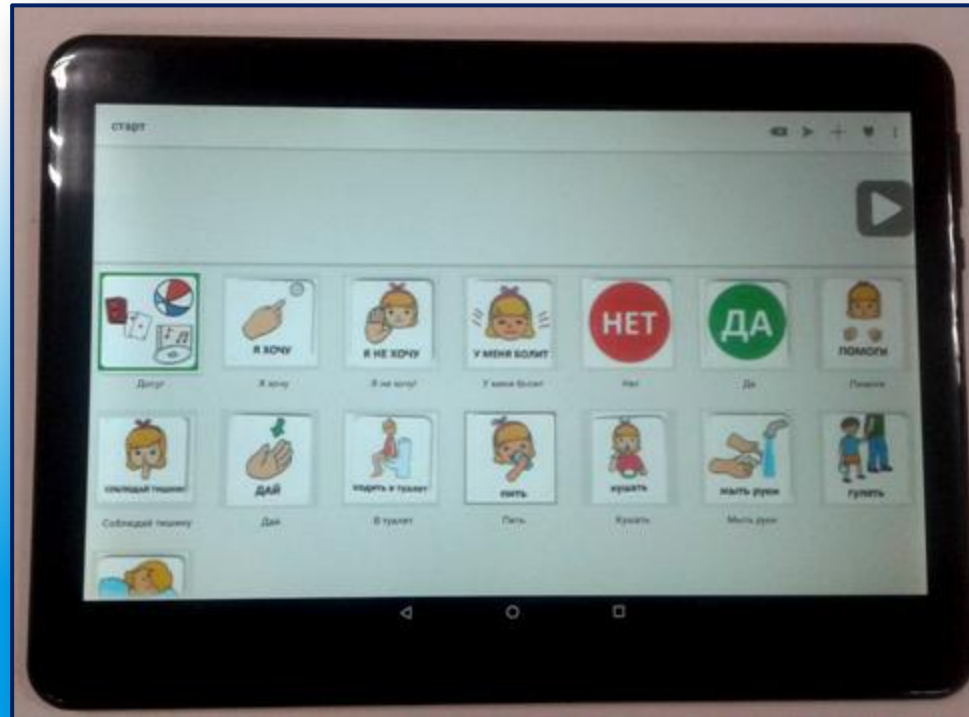 старт
Я ХОЧУ
Я НЕ ХОЧУ
У МЕНЯ БОЛИТ
НЕТ
ДА
ПОМОГИ
Досуг
Я хочу
Я не хочу
У меня болит
Нет
Да
Помоги
СОБЛЮДАЙ ТИШИНУ
ДАЙ
ХОДИТЬ В ТУАЛЕТ
ПИТЬ
КУШАТЬ
МЫТЬ РУКИ
ГУЛЯТЬ
Соблюдай тишину
Дай
В туалет
Пить
Кушать
Мыть руки